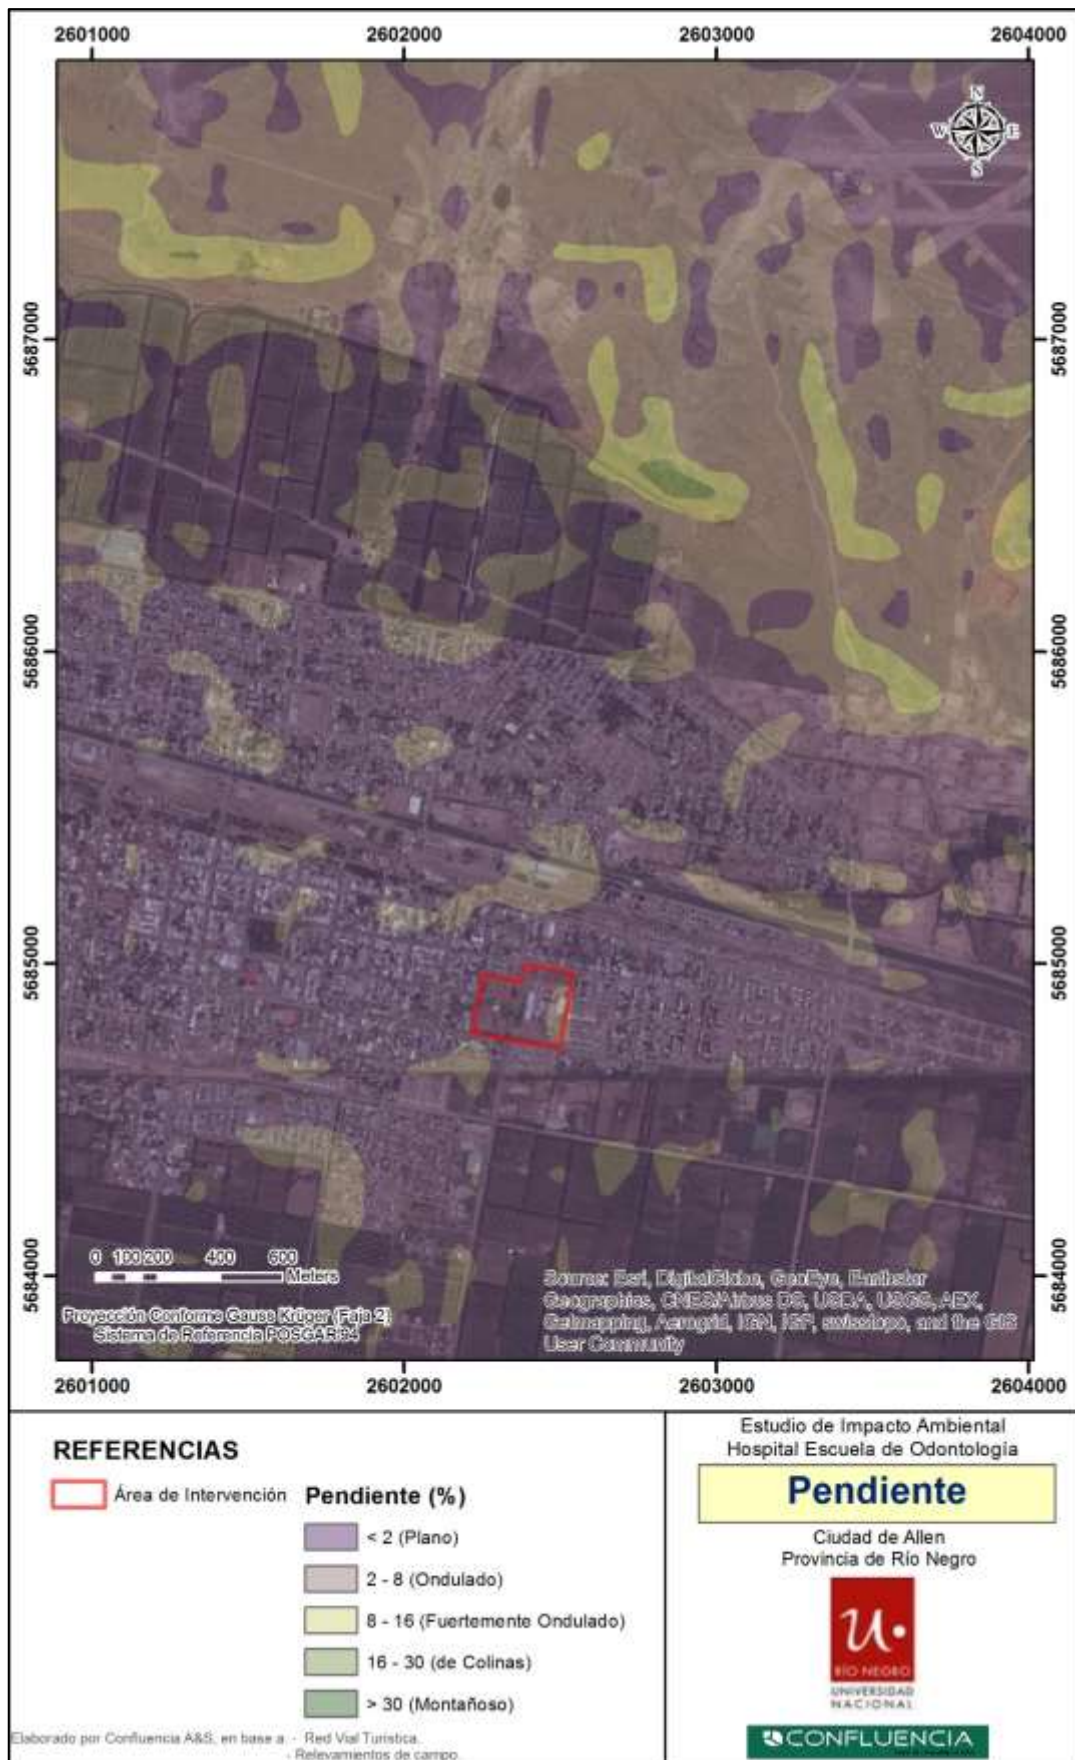 2601000 2602000 2603000 2604000
N
W E
S
5687000 5687000
5686000 5686000
5685000 5685000
5684000 5684000
0 100 200 400 600
Meters
Proyección Conforme Gauss Krüger (Faja 2)
Sistema de Referencia POSGAR 94
Source: Esri, DigitalGlobe, GeoEye, Earthstar
Geographics, CNES/Airbus DS, USDA, USGS, AEX,
Getmapping, Aerogrid, IGN, IGP, swisstopo, and the GIS
User Community
2601000 2602000 2603000 2604000
REFERENCIAS
Área de Intervención
Pendiente (%)
< 2 (Plano)
2 - 8 (Ondulado)
8 - 16 (Fuertemente Ondulado)
16 - 30 (de Colinas)
> 30 (Montañoso)
Elaborado por Confluencia A&S, en base a - Red Vial Turistica.
- Relevamientos de campo.
Estudio de Impacto Ambiental
Hospital Escuela de Odontología
Pendiente
Ciudad de Allen
Provincia de Río Negro
RÍO NEGRO
UNIVERSIDAD
NACIONAL
CONFLUENCIA